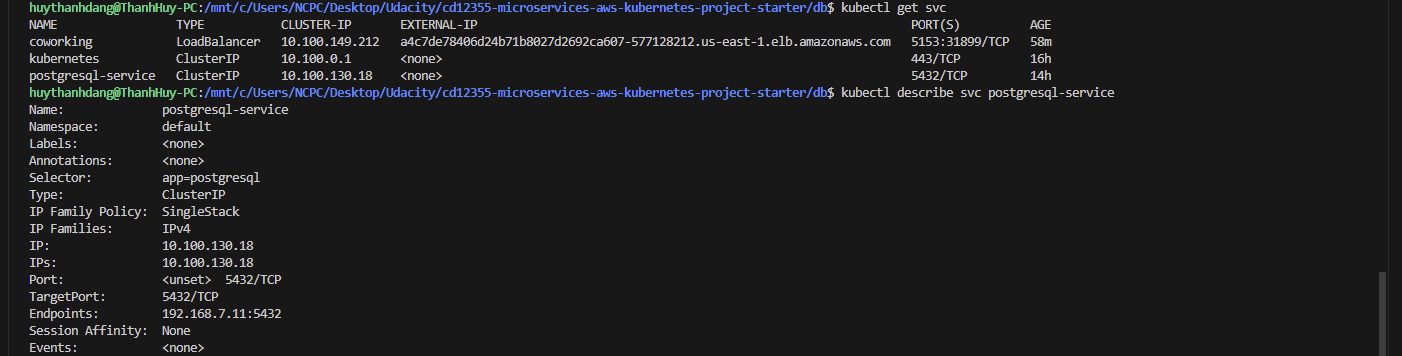 huythanhdang@ThanhHuy-PC:/mnt/c/Users/NCPC/Desktop/Udacity/cd12355-microservices-aws-kubernetes-project-starter/db$ kubectl get svc
NAME TYPE CLUSTER-IP EXTERNAL-IP PORT(S) AGE
coworking LoadBalancer 10.100.149.212 a4c7de78406d24b71b8027d2692ca607-577128212.us-east-1.elb.amazonaws.com 5153:31899/TCP 58m
kubernetes ClusterIP 10.100.0.1 <none> 443/TCP 16h
postgresql-service ClusterIP 10.100.130.18 <none> 5432/TCP 14h
huythanhdang@ThanhHuy-PC:/mnt/c/Users/NCPC/Desktop/Udacity/cd12355-microservices-aws-kubernetes-project-starter/db$ kubectl describe svc postgresql-service
Name: postgresql-service
Namespace: default
Labels: <none>
Annotations: <none>
Selector: app=postgresql
Type: ClusterIP
IP Family Policy: SingleStack
IP Families: IPv4
IP: 10.100.130.18
IPs: 10.100.130.18
Port: <unset> 5432/TCP
TargetPort: 5432/TCP
Endpoints: 192.168.7.11:5432
Session Affinity: None
Events: <none>